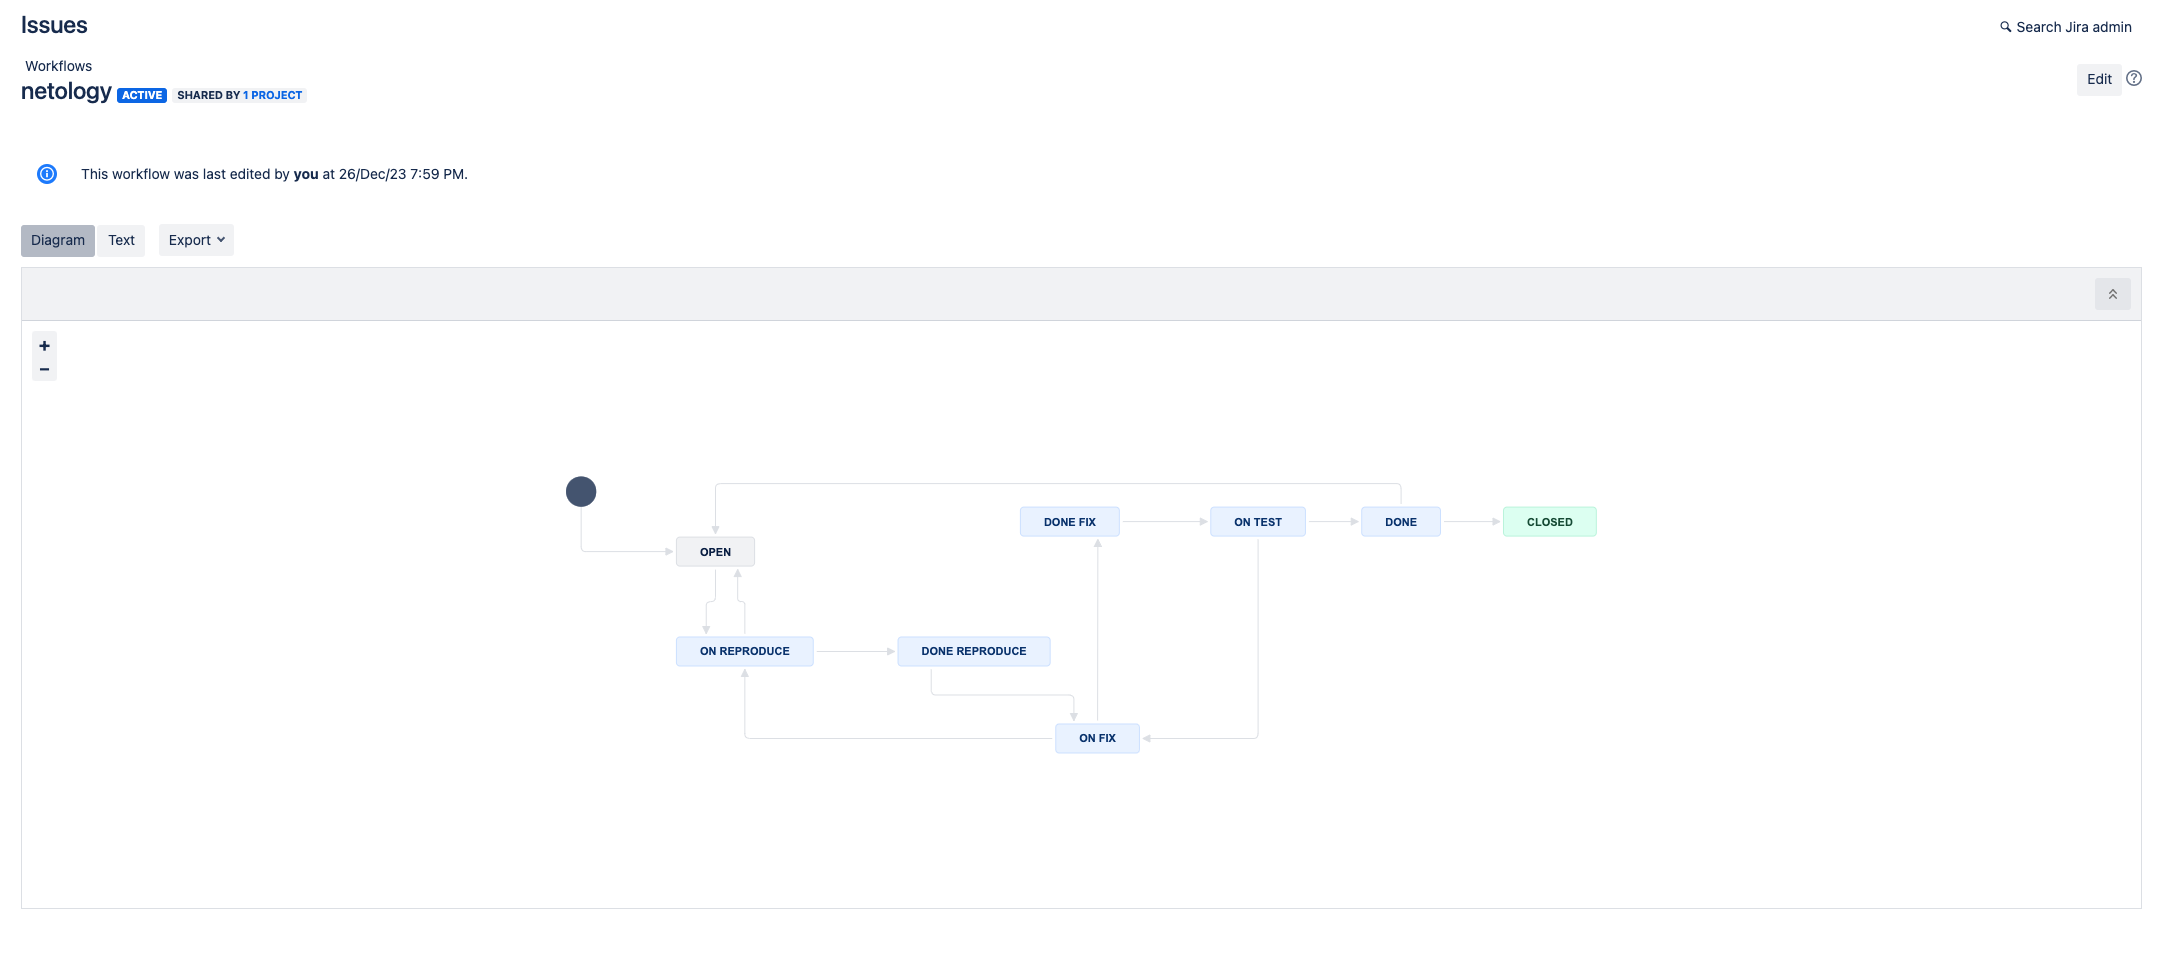 Issues
Search Jira admin
Workflows
netology ACTIVE SHARED BY 1 PROJECT
Edit
This workflow was last edited by you at 26/Dec/23 7:59 PM.
Diagram Text Export
+
−
DONE FIX ON TEST DONE CLOSED
OPEN
ON REPRODUCE DONE REPRODUCE
ON FIX